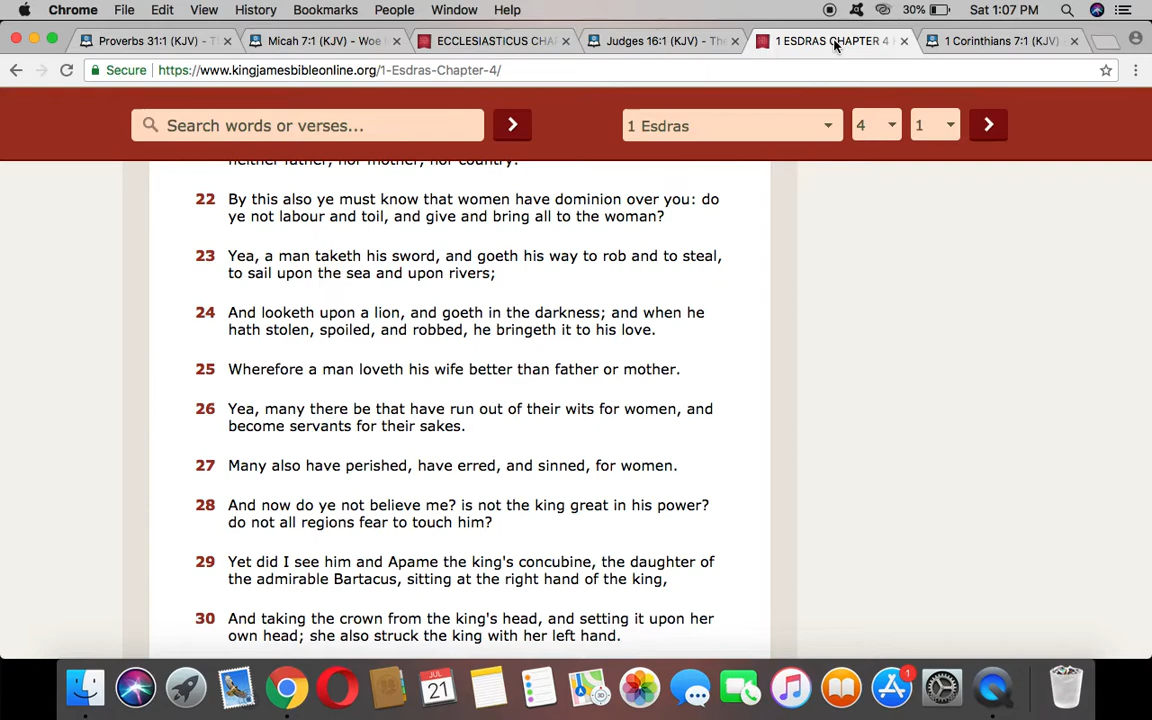 Chrome File Edit View History Bookmarks People Window Help 30% Sat 1:07 PM
Proverbs 31:1 (KJV) - T Micah 7:1 (KJV) - Woe ECCLESIASTICUS CHA Judges 16:1 (KJV) - The 1 ESDRAS CHAPTER 4 1 Corinthians 7:1 (KJV)
Secure https://www.kingjamesbibleonline.org/1-Esdras-Chapter-4/
Search words or verses... 1 Esdras 4 1
neither father, nor mother, nor country.
22 By this also ye must know that women have dominion over you: do
ye not labour and toil, and give and bring all to the woman?
23 Yea, a man taketh his sword, and goeth his way to rob and to steal,
to sail upon the sea and upon rivers;
24 And looketh upon a lion, and goeth in the darkness; and when he
hath stolen, spoiled, and robbed, he bringeth it to his love.
25 Wherefore a man loveth his wife better than father or mother.
26 Yea, many there be that have run out of their wits for women, and
become servants for their sakes.
27 Many also have perished, have erred, and sinned, for women.
28 And now do ye not believe me? is not the king great in his power?
do not all regions fear to touch him?
29 Yet did I see him and Apame the king's concubine, the daughter of
the admirable Bartacus, sitting at the right hand of the king,
30 And taking the crown from the king's head, and setting it upon her
own head; she also struck the king with her left hand.
JUL
21
1